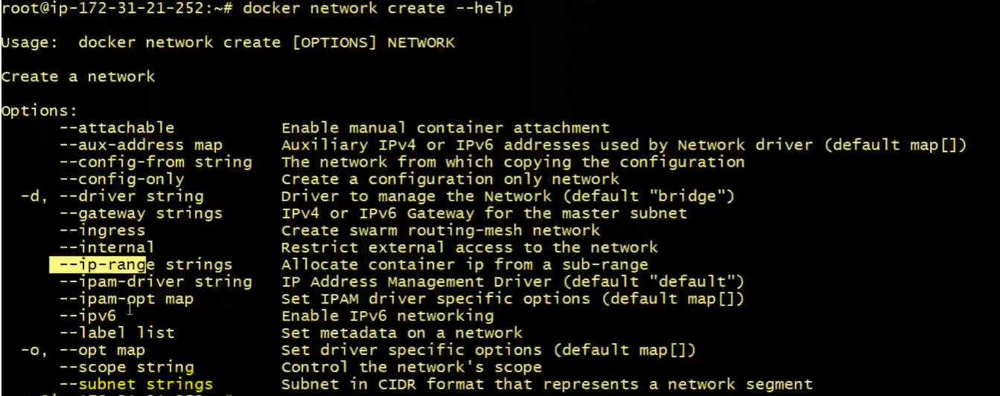 root@ip-172-31-21-252:~# docker network create --help
Usage:  docker network create [OPTIONS] NETWORK
Create a network
Options:
--attachable Enable manual container attachment
--aux-address map Auxiliary IPv4 or IPv6 addresses used by Network driver (default map[])
--config-from string The network from which copying the configuration
--config-only Create a configuration only network
-d, --driver string Driver to manage the Network (default "bridge")
--gateway strings IPv4 or IPv6 Gateway for the master subnet
--ingress Create swarm routing-mesh network
--internal Restrict external access to the network
--ip-range strings Allocate container ip from a sub-range
--ipam-driver string IP Address Management Driver (default "default")
--ipam-opt map Set IPAM driver specific options (default map[])
--ipv6 Enable IPv6 networking
--label list Set metadata on a network
-o, --opt map Set driver specific options (default map[])
--scope string Control the network's scope
--subnet strings Subnet in CIDR format that represents a network segment